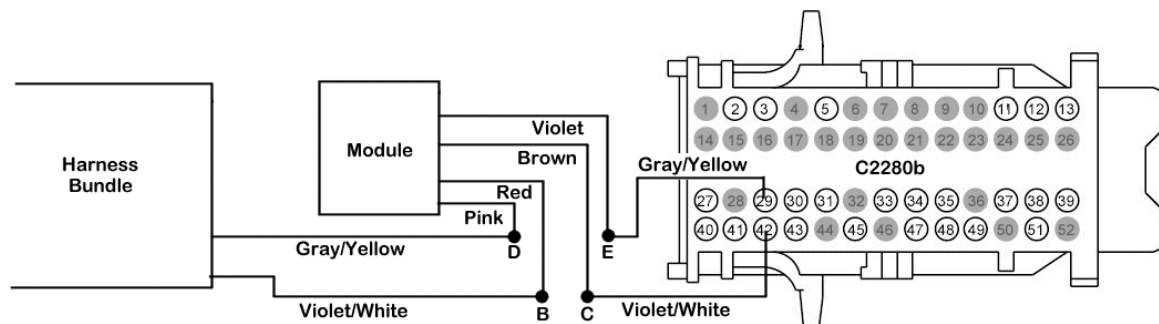 Harness
Bundle
Module
Violet
Brown
Red
Pink
Gray/Yellow
D
Violet/White
B
C
Violet/White
E
Gray/Yellow
C2280b
1 2 3 4 5 6 7 8 9 10 11 12 13
14 15 16 17 18 19 20 21 22 23 24 25 26
27 28 29 30 31 32 33 34 35 36 37 38 39
40 41 42 43 44 45 46 47 48 49 50 51 52